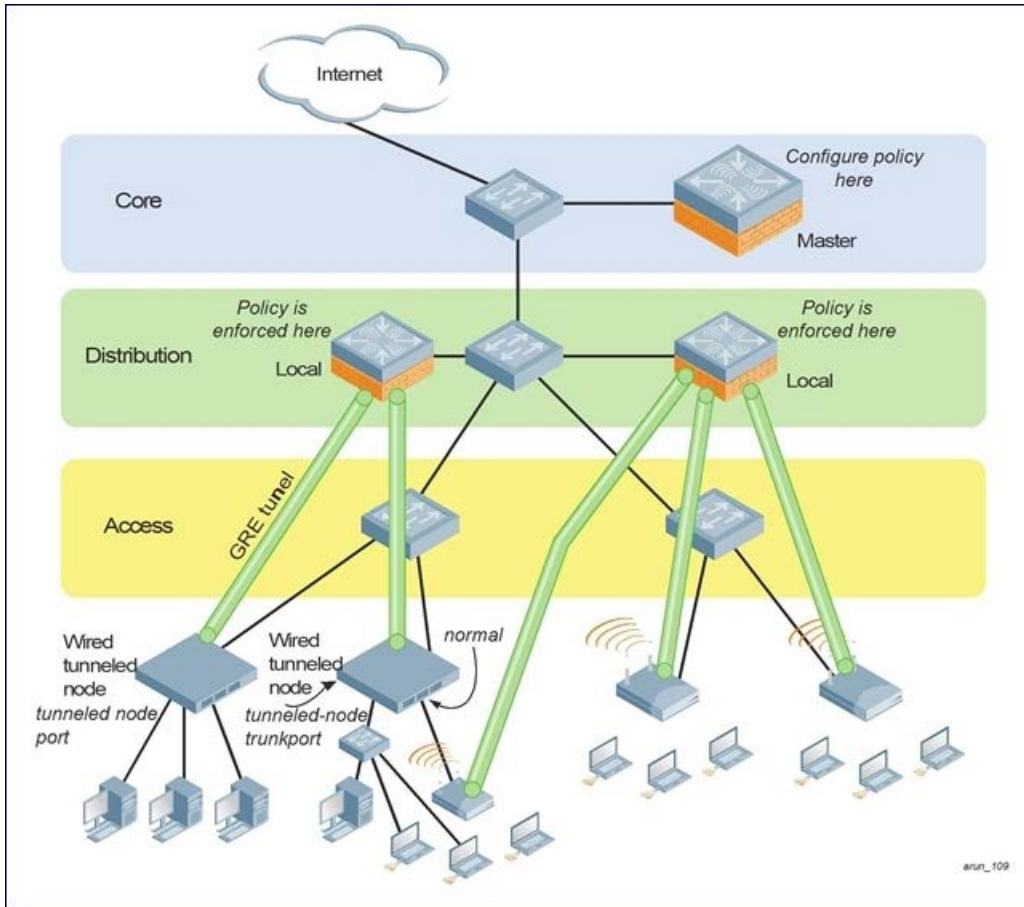 Internet
Core
Configure policy
here
Master
Policy is
enforced here
Policy is
enforced here
Distribution
Local
Local
Access
GRE tunnel
Wired
tunneled
node
tunneled node
port
Wired
tunneled
node
tunneled-node
trunkport
normal
arun_109